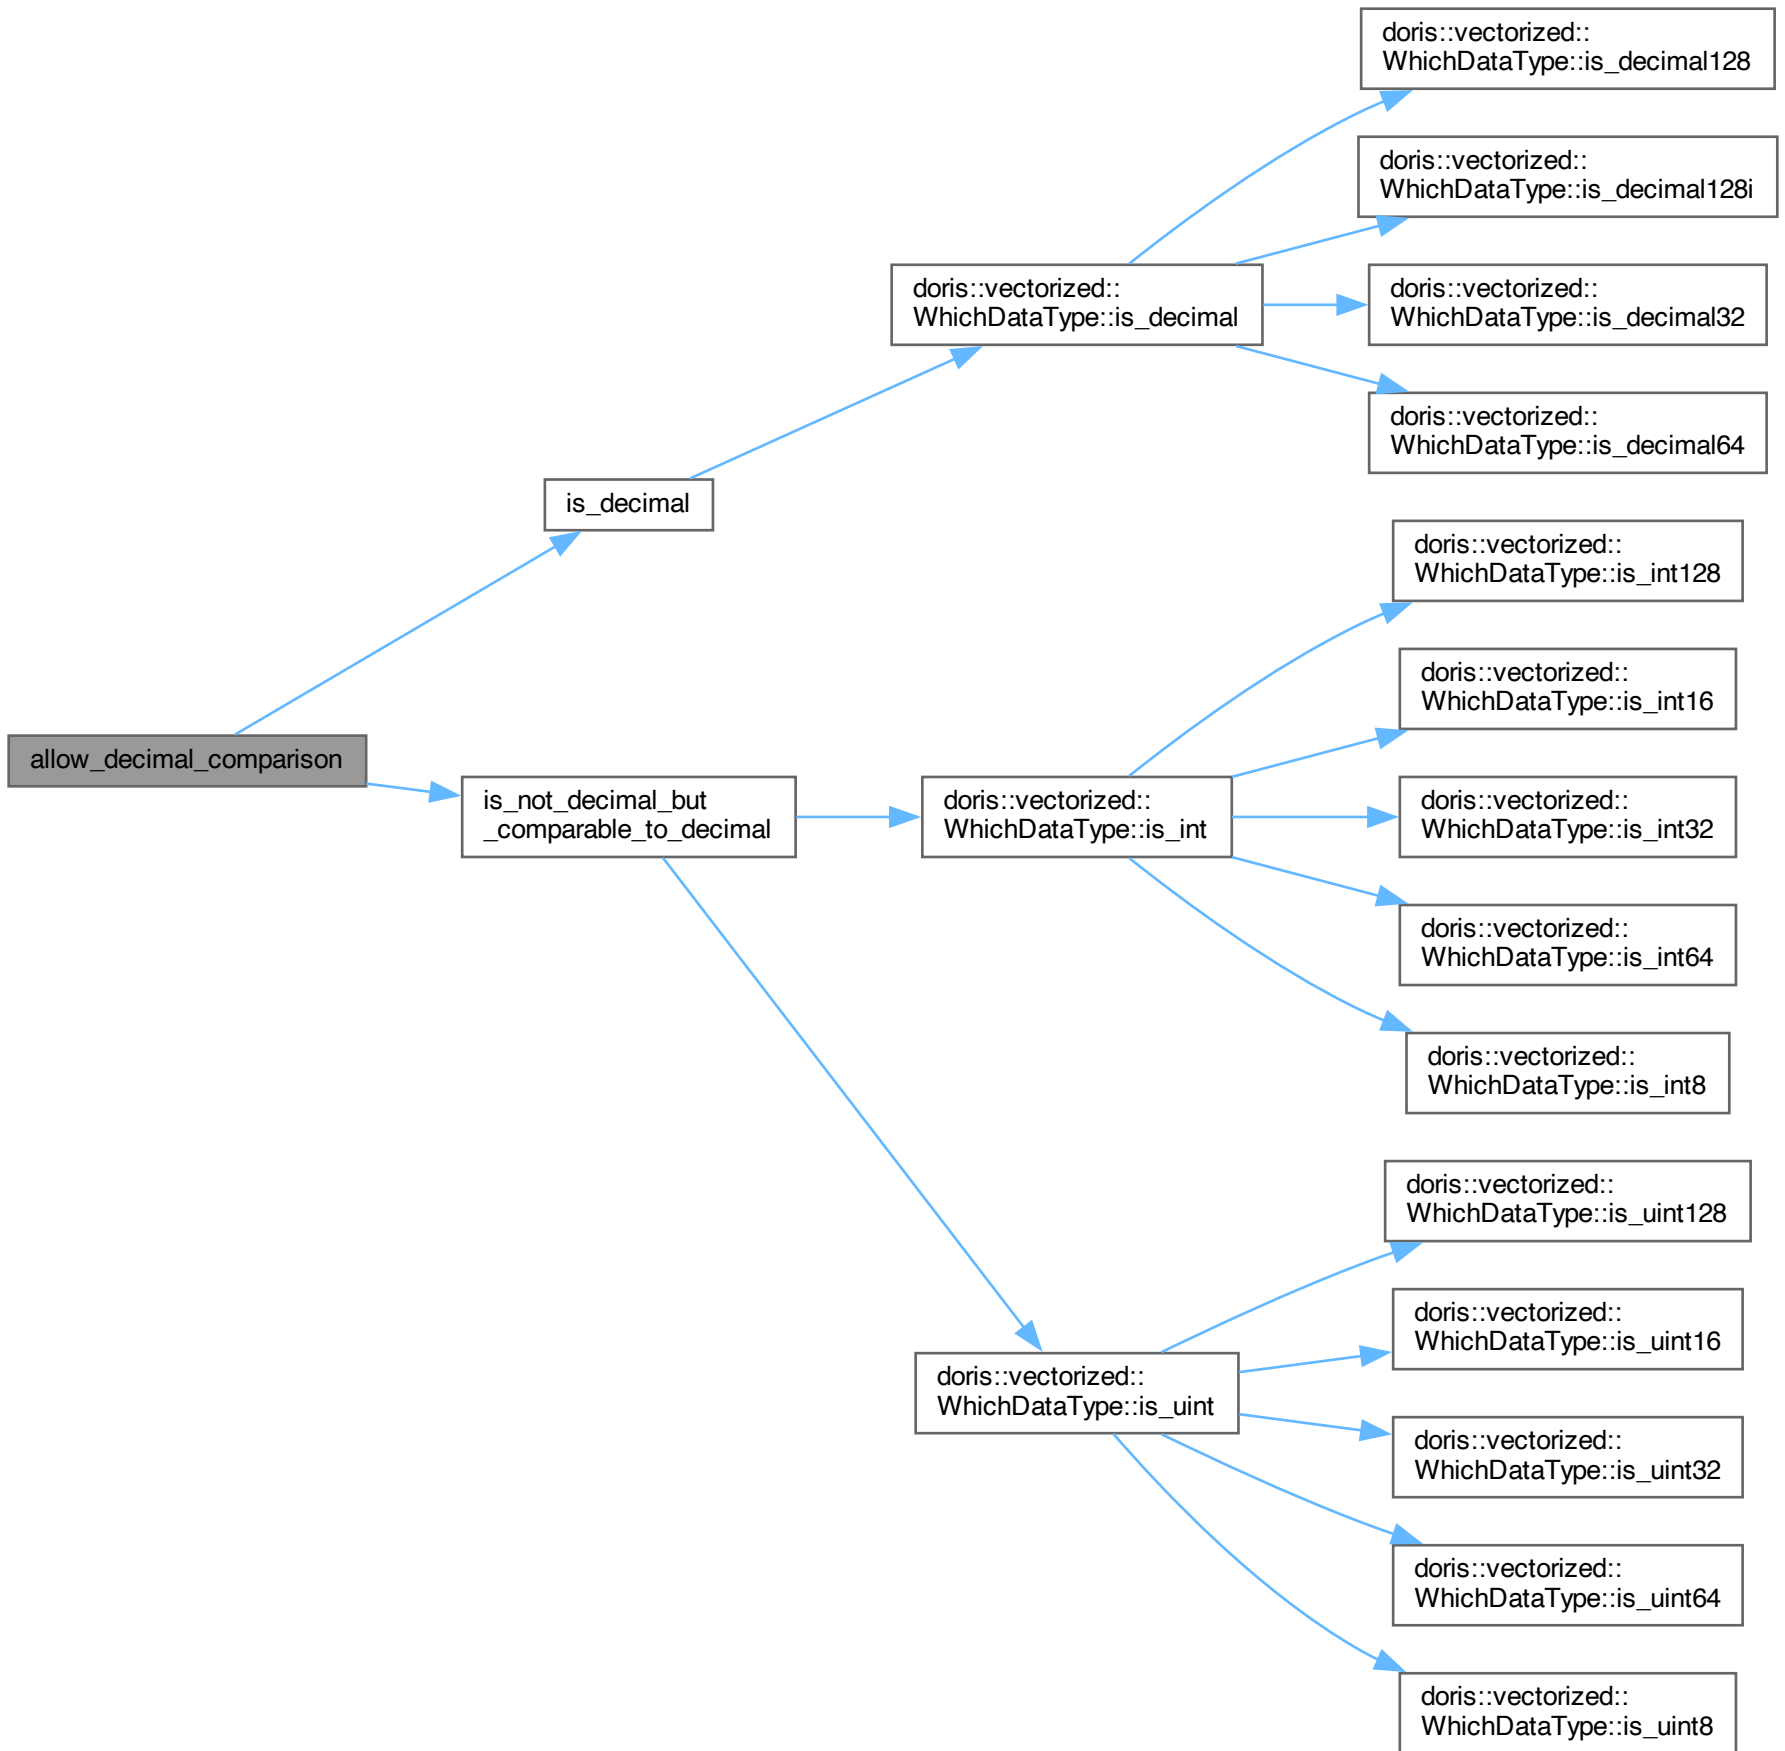 doris::vectorized::
WhichDataType::is_decimal128
doris::vectorized::
WhichDataType::is_decimal128i
doris::vectorized::
WhichDataType::is_decimal
doris::vectorized::
WhichDataType::is_decimal32
doris::vectorized::
WhichDataType::is_decimal64
is_decimal
doris::vectorized::
WhichDataType::is_int128
doris::vectorized::
WhichDataType::is_int16
allow_decimal_comparison
is_not_decimal_but
_comparable_to_decimal
doris::vectorized::
WhichDataType::is_int
doris::vectorized::
WhichDataType::is_int32
doris::vectorized::
WhichDataType::is_int64
doris::vectorized::
WhichDataType::is_int8
doris::vectorized::
WhichDataType::is_uint128
doris::vectorized::
WhichDataType::is_uint16
doris::vectorized::
WhichDataType::is_uint
doris::vectorized::
WhichDataType::is_uint32
doris::vectorized::
WhichDataType::is_uint64
doris::vectorized::
WhichDataType::is_uint8